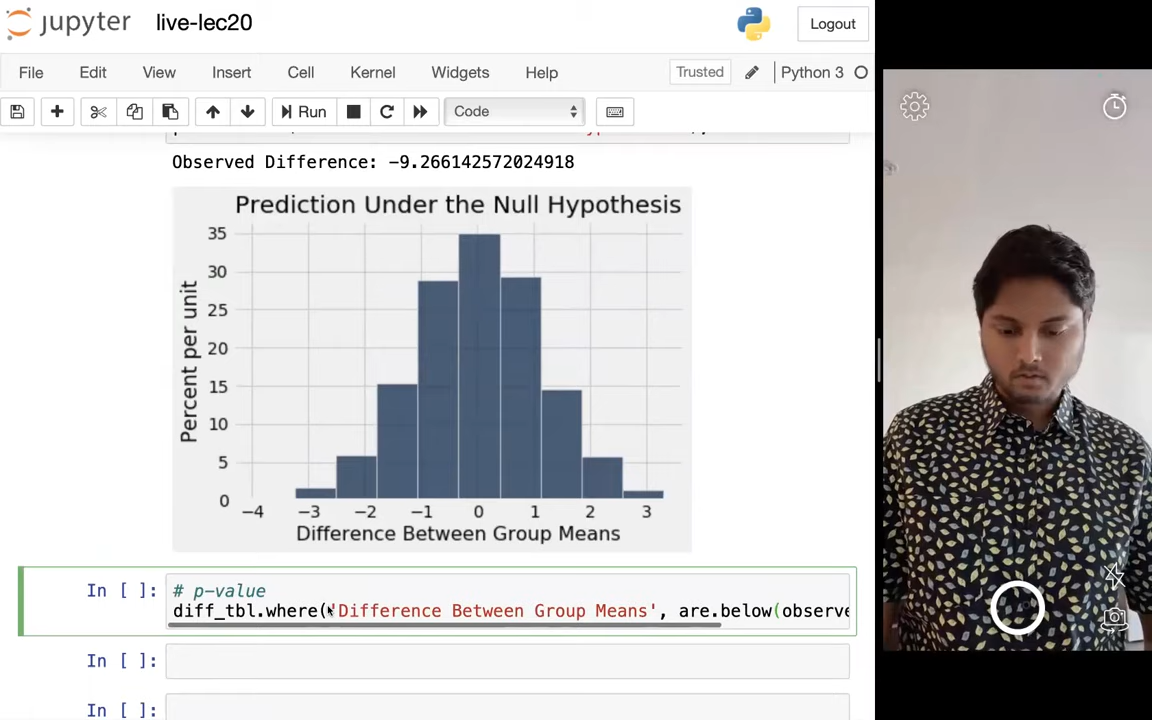 jupyter live-lec20
Logout
File Edit View Insert Cell Kernel Widgets Help
Trusted Python 3
Run Code
Observed Difference: -9.266142572024918
Prediction Under the Null Hypothesis
35
30
25
20
15
10
5
0
Percent per unit
−4 −3 −2 −1 0 1 2 3
Difference Between Group Means
In [ ]: # p-value
diff_tbl.where('Difference Between Group Means', are.below(observe
In [ ]:
In [ ]: